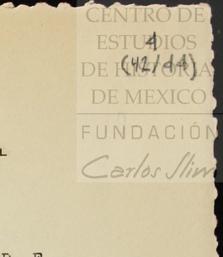 CENTRO DE
4
ESTUDIOS
DE HISTORIA
(42/44)
DE MEXICO
FUNDACIÓN
Carlos Slim
L